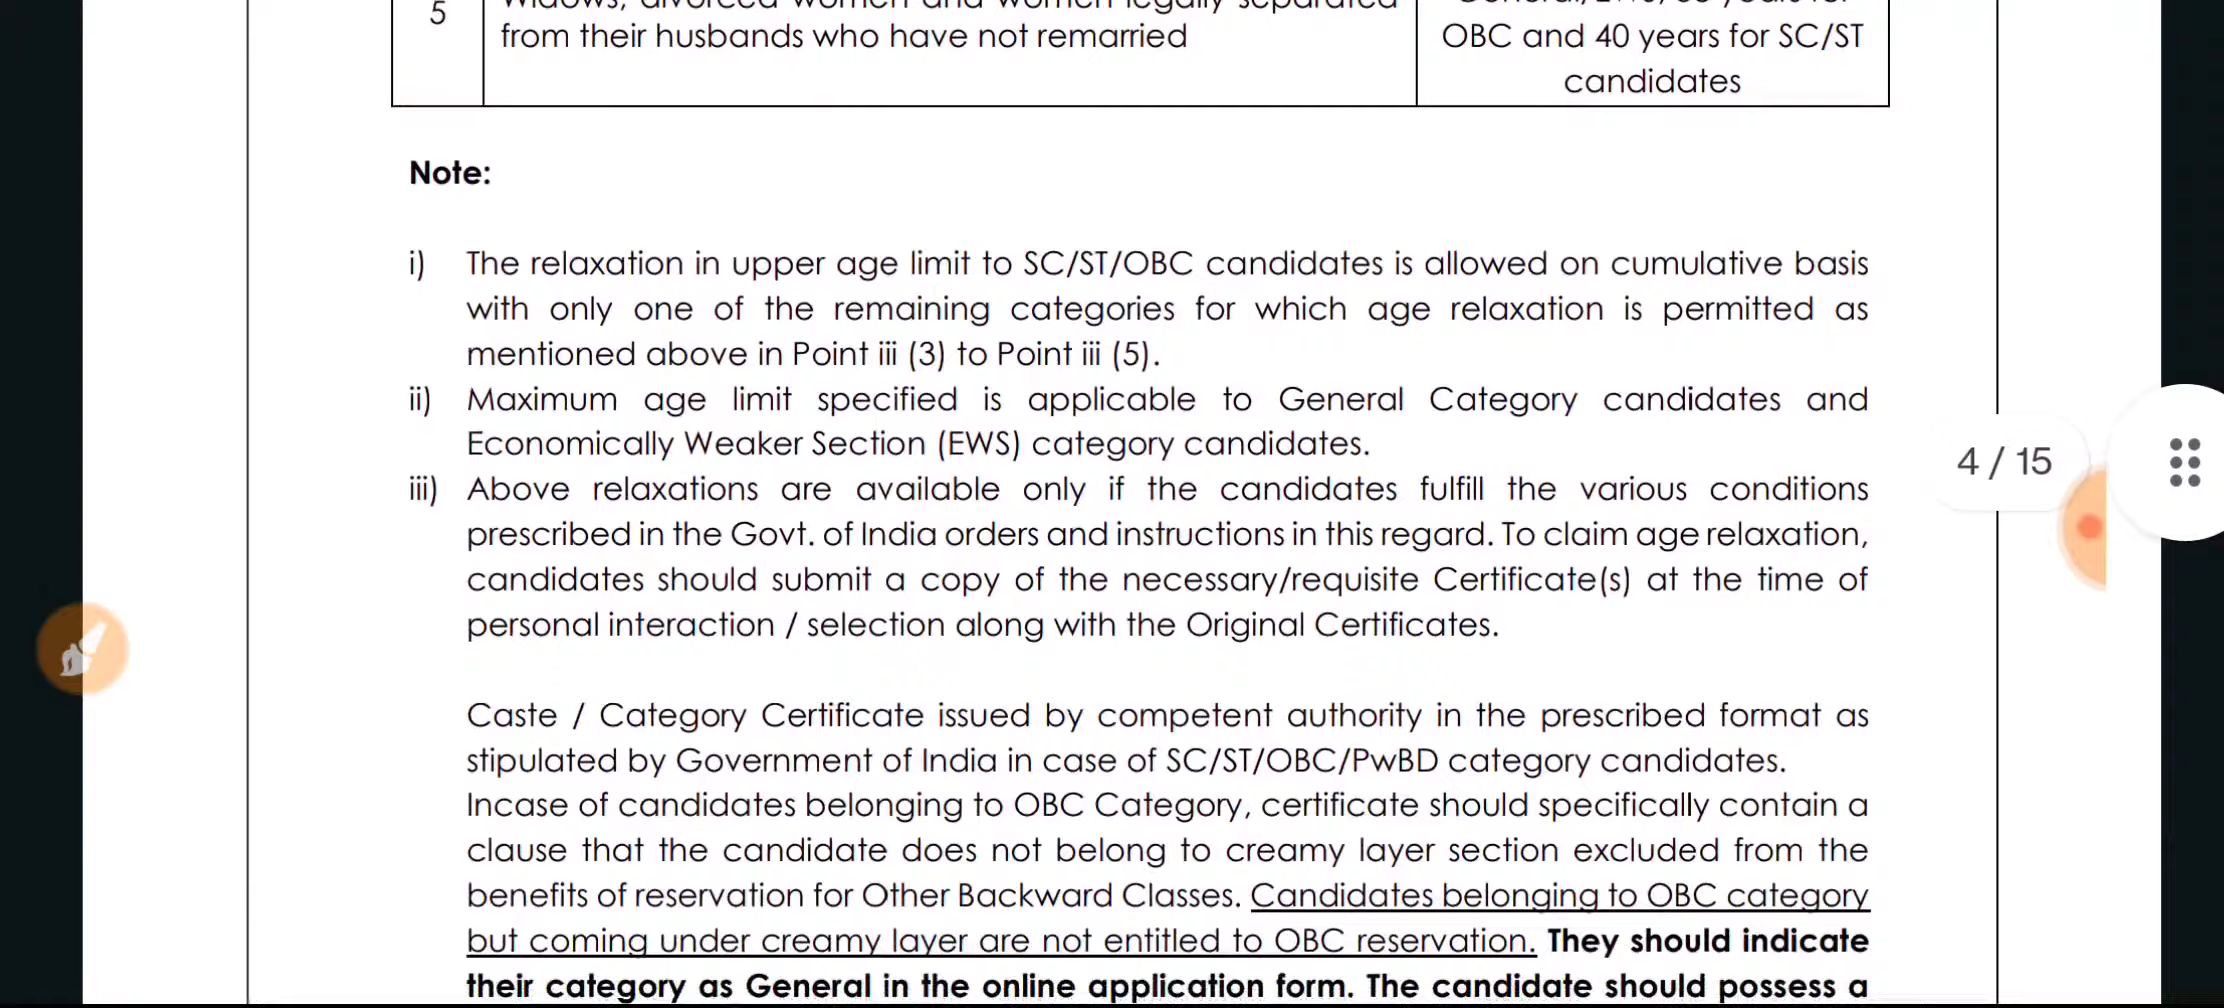 5
from their husbands who have not remarried
OBC and 40 years for SC/ST
candidates
Note:
i) The relaxation in upper age limit to SC/ST/OBC candidates is allowed on cumulative basis
with only one of the remaining categories for which age relaxation is permitted as
mentioned above in Point iii (3) to Point iii (5).
ii) Maximum age limit specified is applicable to General Category candidates and
Economically Weaker Section (EWS) category candidates.
iii) Above relaxations are available only if the candidates fulfill the various conditions
prescribed in the Govt. of India orders and instructions in this regard. To claim age relaxation,
candidates should submit a copy of the necessary/requisite Certificate(s) at the time of
personal interaction / selection along with the Original Certificates.
4 / 15
Caste / Category Certificate issued by competent authority in the prescribed format as
stipulated by Government of India in case of SC/ST/OBC/PwBD category candidates.
Incase of candidates belonging to OBC Category, certificate should specifically contain a
clause that the candidate does not belong to creamy layer section excluded from the
benefits of reservation for Other Backward Classes. Candidates belonging to OBC category
but coming under creamy layer are not entitled to OBC reservation. They should indicate
their category as General in the online application form. The candidate should possess a